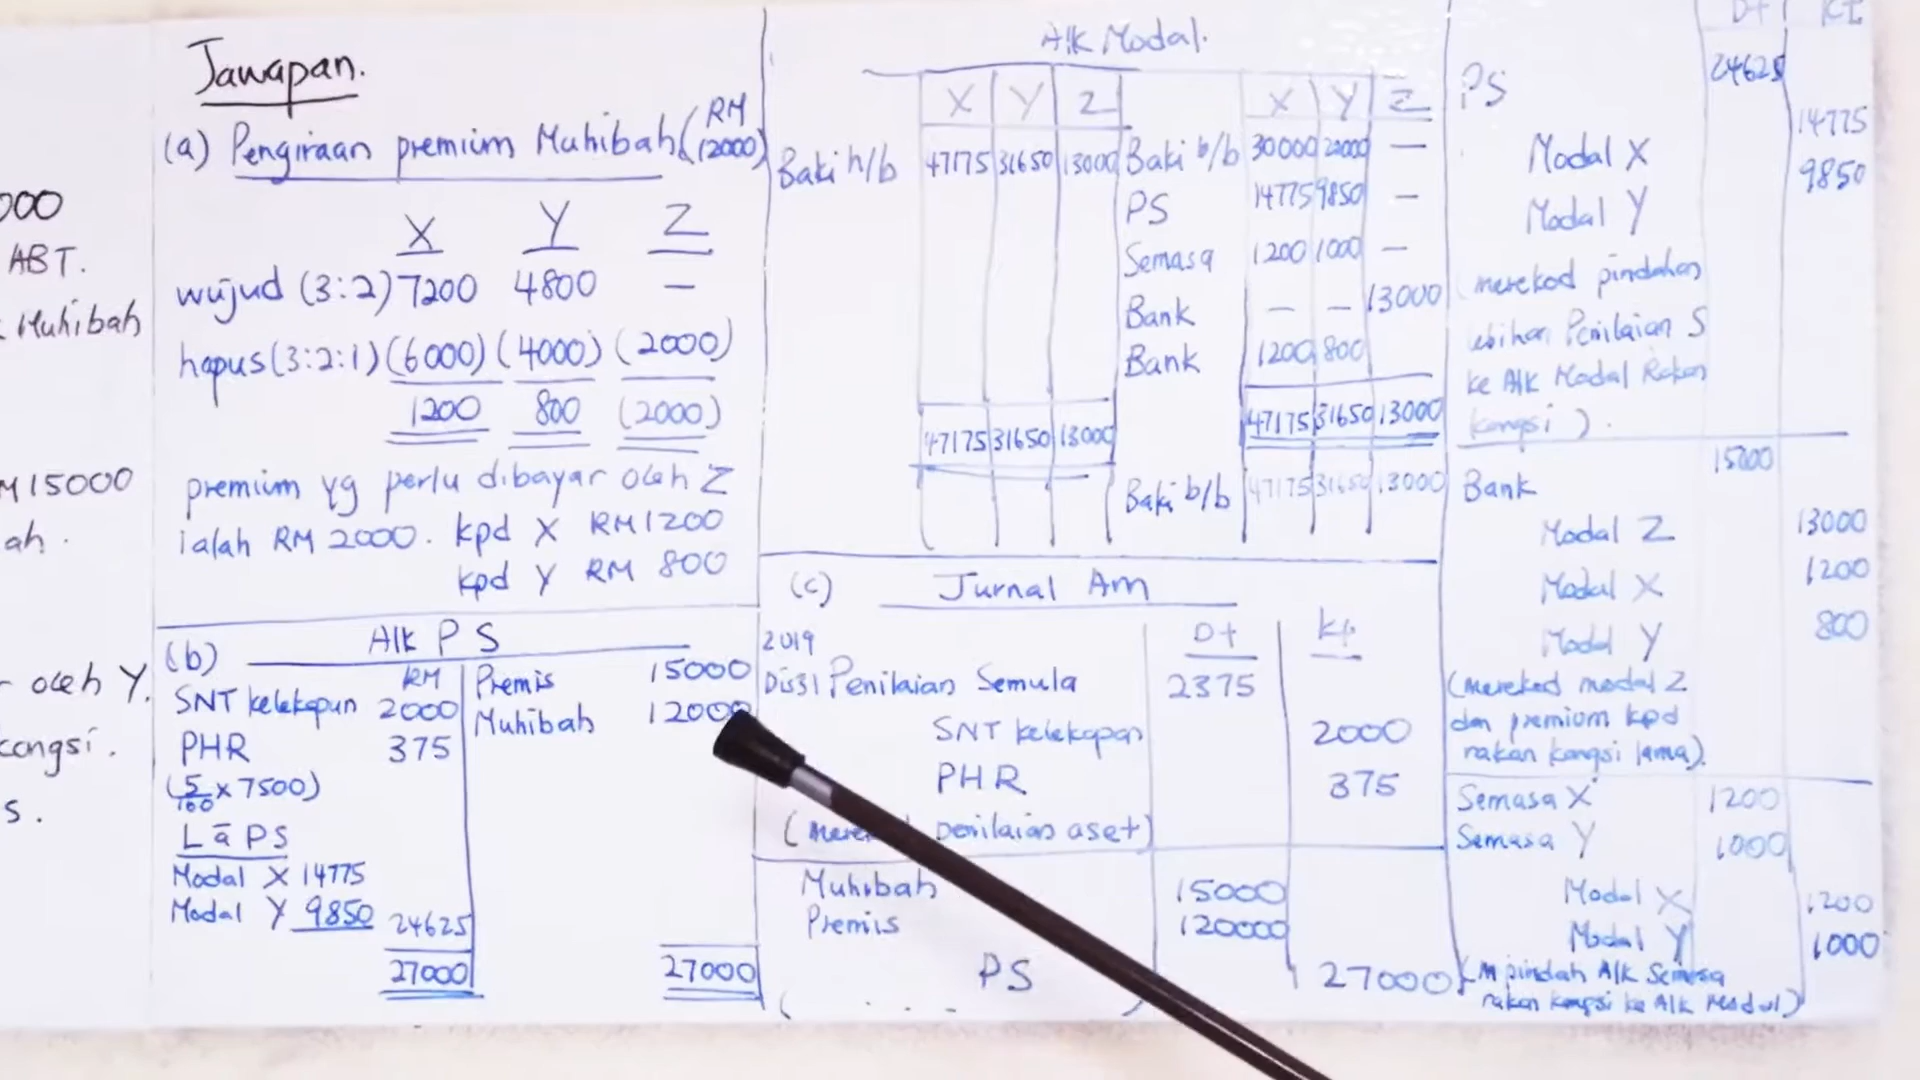 000
ABT.
Muhibah
M15000
ah.
oleh Y.
kongsi.
s.
Jawapan.
(a) Pengiraan premium Muhibah (RM 12000)
X Y Z
wujud (3:2) 7200 4800 —
hapus (3:2:1) (6000) (4000) (2000)
1200 800 (2000)
premium yg perlu dibayar oleh Z
ialah RM 2000. kpd X RM 1200
kpd Y RM 800
(b) Alk P S
RM
SNT kelekapan 2000 Premis 15000
PHR 375 Muhibah 12000
(5/100 x 7500)
L a PS
Modal X 14775
Modal Y 9850 24625
27000 27000
Alk Modal.
X Y Z X Y Z
Baki h/b 47175 31650 13000 Baki b/b 30000 20000 —
PS 14775 9850 —
Semasa 1200 1000 —
Bank — — 13000
Bank 1200 800
47175 31650 13000 47175 31650 13000
Baki b/b 47175 31650 13000
(c) Jurnal Am
2019 Dt Kt
Dis31 Penilaian Semula 2375
SNT kelekapan 2000
PHR 375
penilaian aset)
Muhibah 15000
Premis 120000
PS 27000
Dt Kt
PS 24625
Modal X 14775
Modal Y 9850
(merekod pindahan
lebihan Penilaian S
ke Alk Modal Rakan
kongsi).
Bank 15000
Modal Z 13000
Modal X 1200
Modal Y 800
(merekod modal Z
dan premium kpd
rakan kongsi lama).
Semasa X 1200
Semasa Y 1000
Modal X 1200
Modal Y 1000
(M pindah Alk Semasa
rakan kongsi ke Alk Modal)